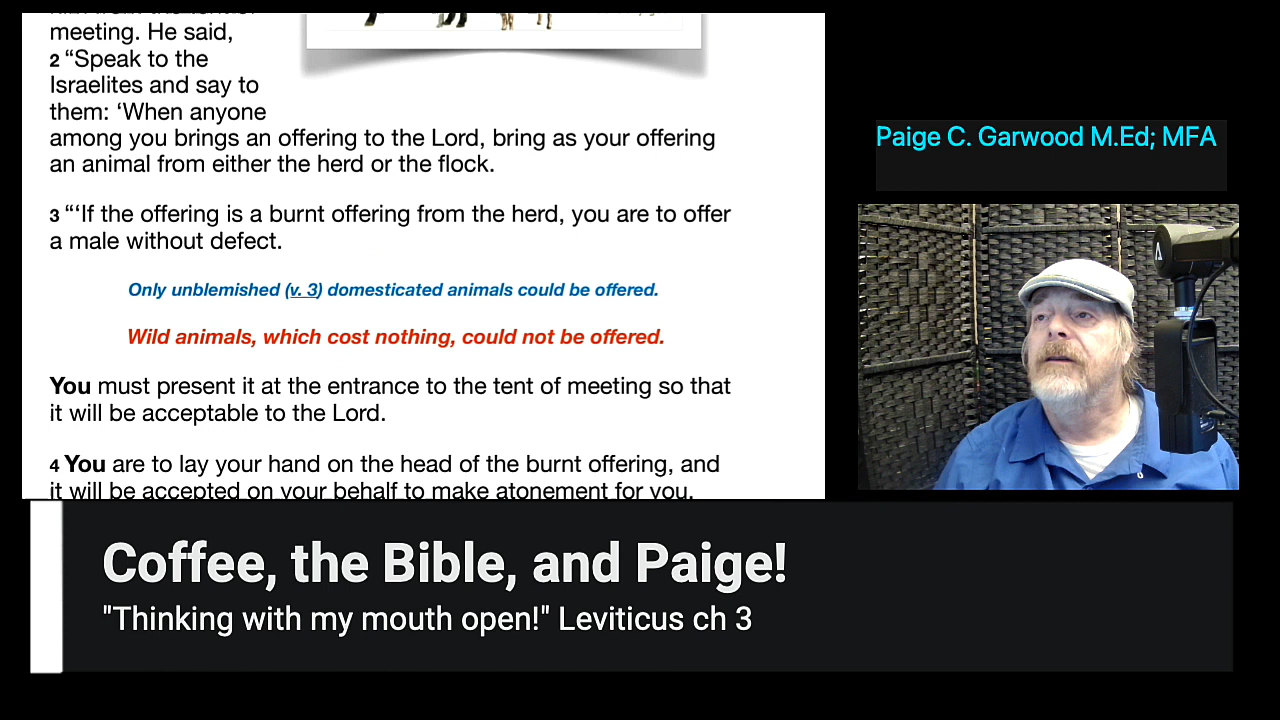 meeting. He said,
2 “Speak to the
Israelites and say to
them: ‘When anyone
among you brings an offering to the Lord, bring as your offering
an animal from either the herd or the flock.
3 “‘If the offering is a burnt offering from the herd, you are to offer
a male without defect.
Only unblemished (v. 3) domesticated animals could be offered.
Wild animals, which cost nothing, could not be offered.
You must present it at the entrance to the tent of meeting so that
it will be acceptable to the Lord.
4 You are to lay your hand on the head of the burnt offering, and
it will be accepted on your behalf to make atonement for you.
Paige C. Garwood M.Ed; MFA
Coffee, the Bible, and Paige!
"Thinking with my mouth open!" Leviticus ch 3